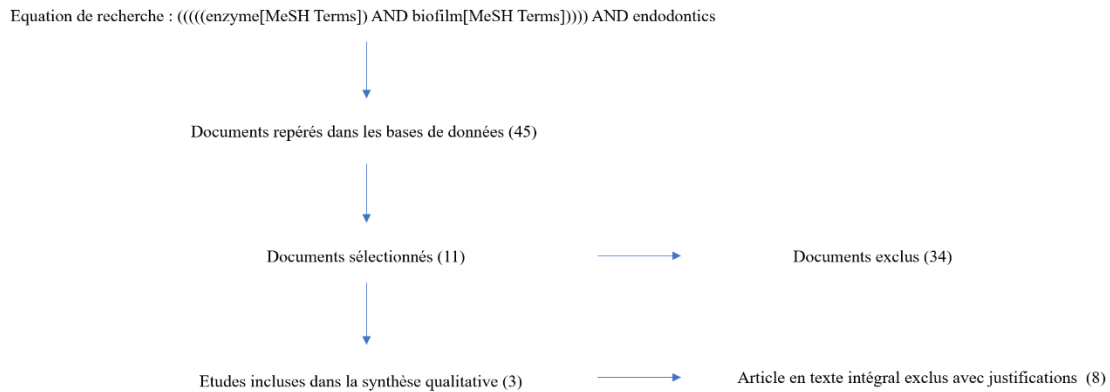 Equation de recherche : (((((enzyme[MeSH Terms]) AND biofilm[MeSH Terms])))) AND endodontics
Documents repérés dans les bases de données (45)
Documents sélectionnés (11)
Documents exclus (34)
Etudes incluses dans la synthèse qualitative (3)
Article en texte intégral exclus avec justifications (8)